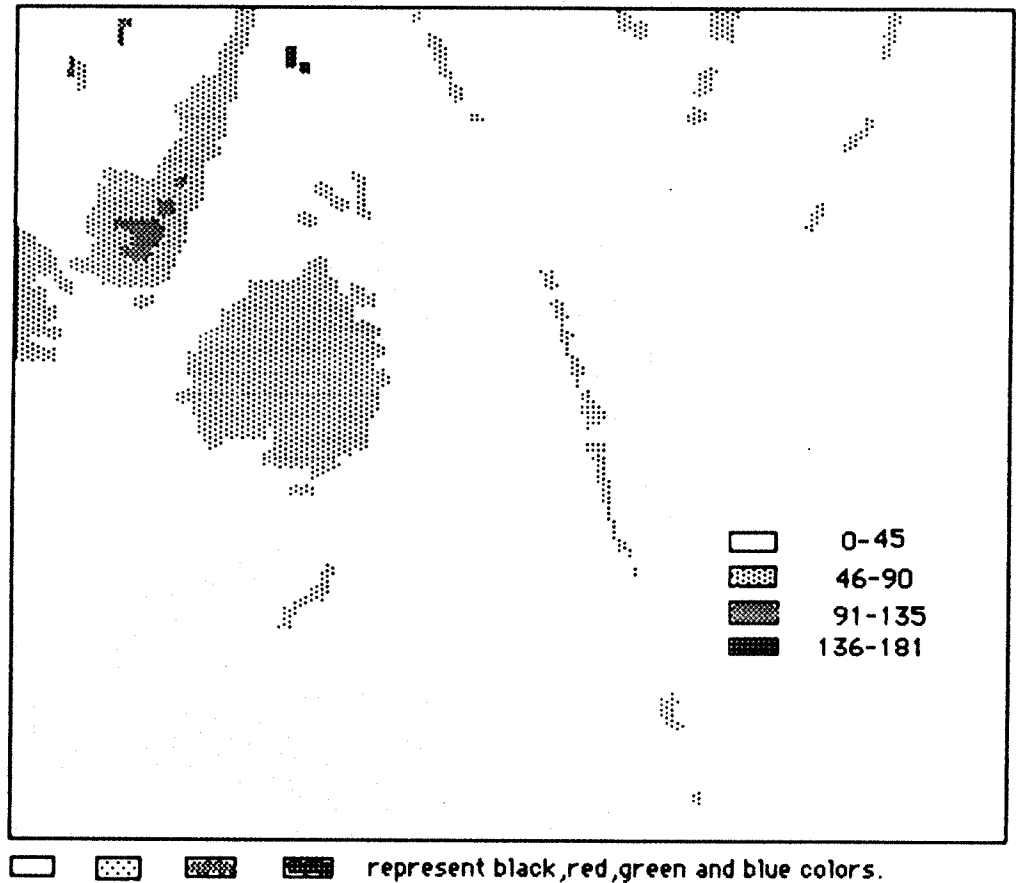 0-45
46-90
91-135
136-181
represent black,red,green and blue colors.